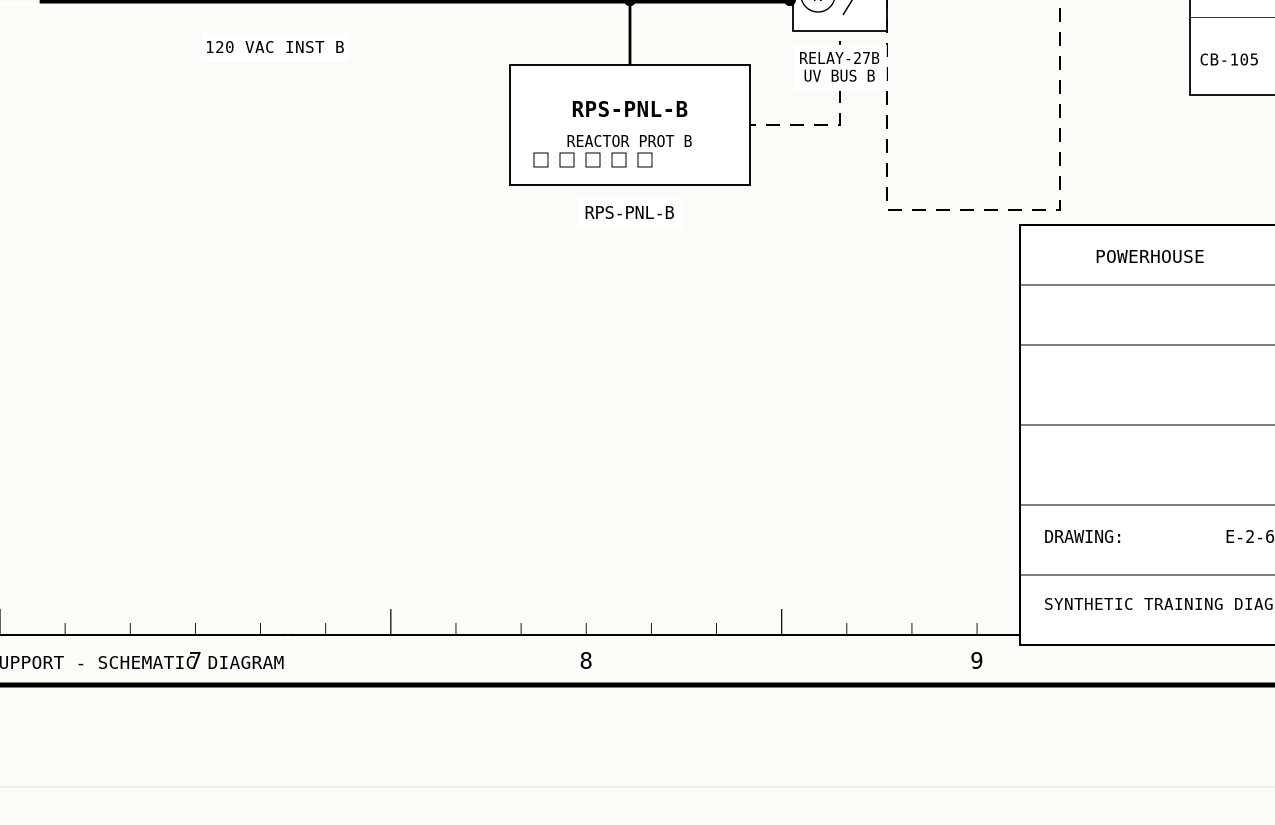 120 VAC INST B
RELAY-27B
UV BUS B
CB-105
RPS-PNL-B
REACTOR PROT B
RPS-PNL-B
POWERHOUSE
DRAWING: E-2-6
SYNTHETIC TRAINING DIAG
UPPORT - SCHEMATIC DIAGRAM
7 8 9